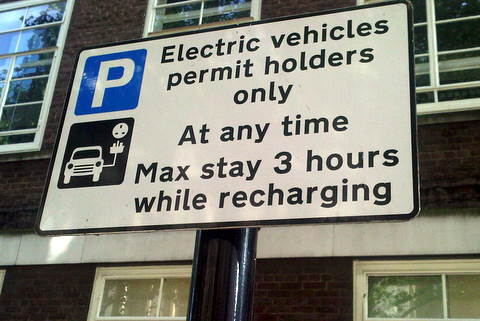 P
Electric vehicles
permit holders
only
At any time
Max stay 3 hours
while recharging